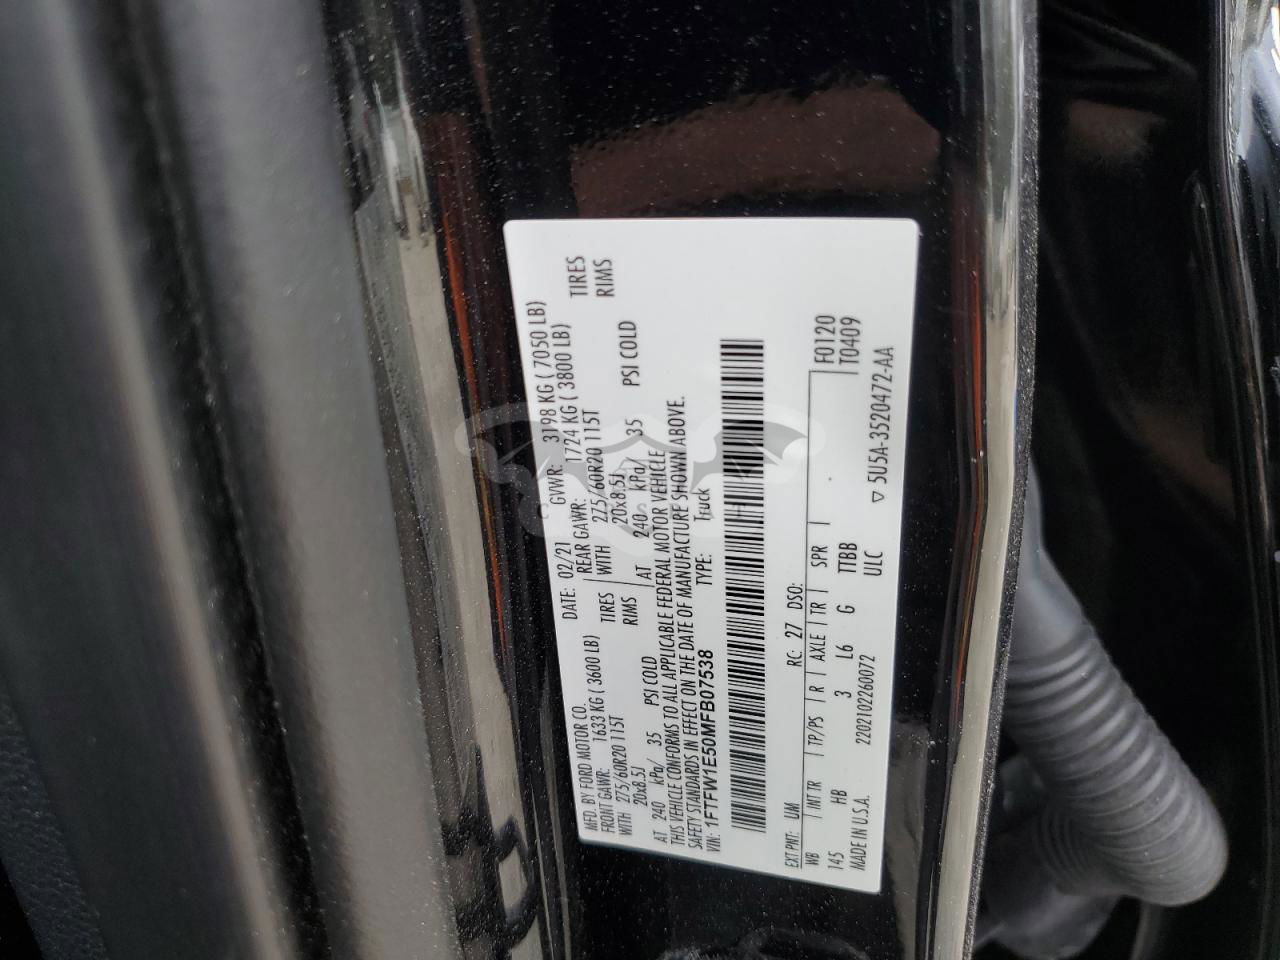 MFD. BY FORD MOTOR CO. DATE: 02/21 GVWR: 3198 KG ( 7050 LB)
FRONT GAWR: 1633 KG ( 3600 LB) REAR GAWR: 1724 KG ( 3800 LB)
WITH 275/60R20 115T TIRES WITH 275/60R20 115T TIRES
20x8.5J RIMS 20x8.5J RIMS
AT 240 kPa/ 35 PSI COLD AT 240 kPa/ 35 PSI COLD
THIS VEHICLE CONFORMS TO ALL APPLICABLE FEDERAL MOTOR VEHICLE
SAFETY STANDARDS IN EFFECT ON THE DATE OF MANUFACTURE SHOWN ABOVE.
VIN: 1FTFW1E50MFB07538 TYPE: Truck
EXT PNT: UM RC: 27 DSO: F0120
WB INT TR TP/PS R AXLE TR SPR T0409
145 HB 3 L6 G TTBB
MADE IN U.S.A. 2202102260072 ULC ▽ 5U5A-3520472-AA